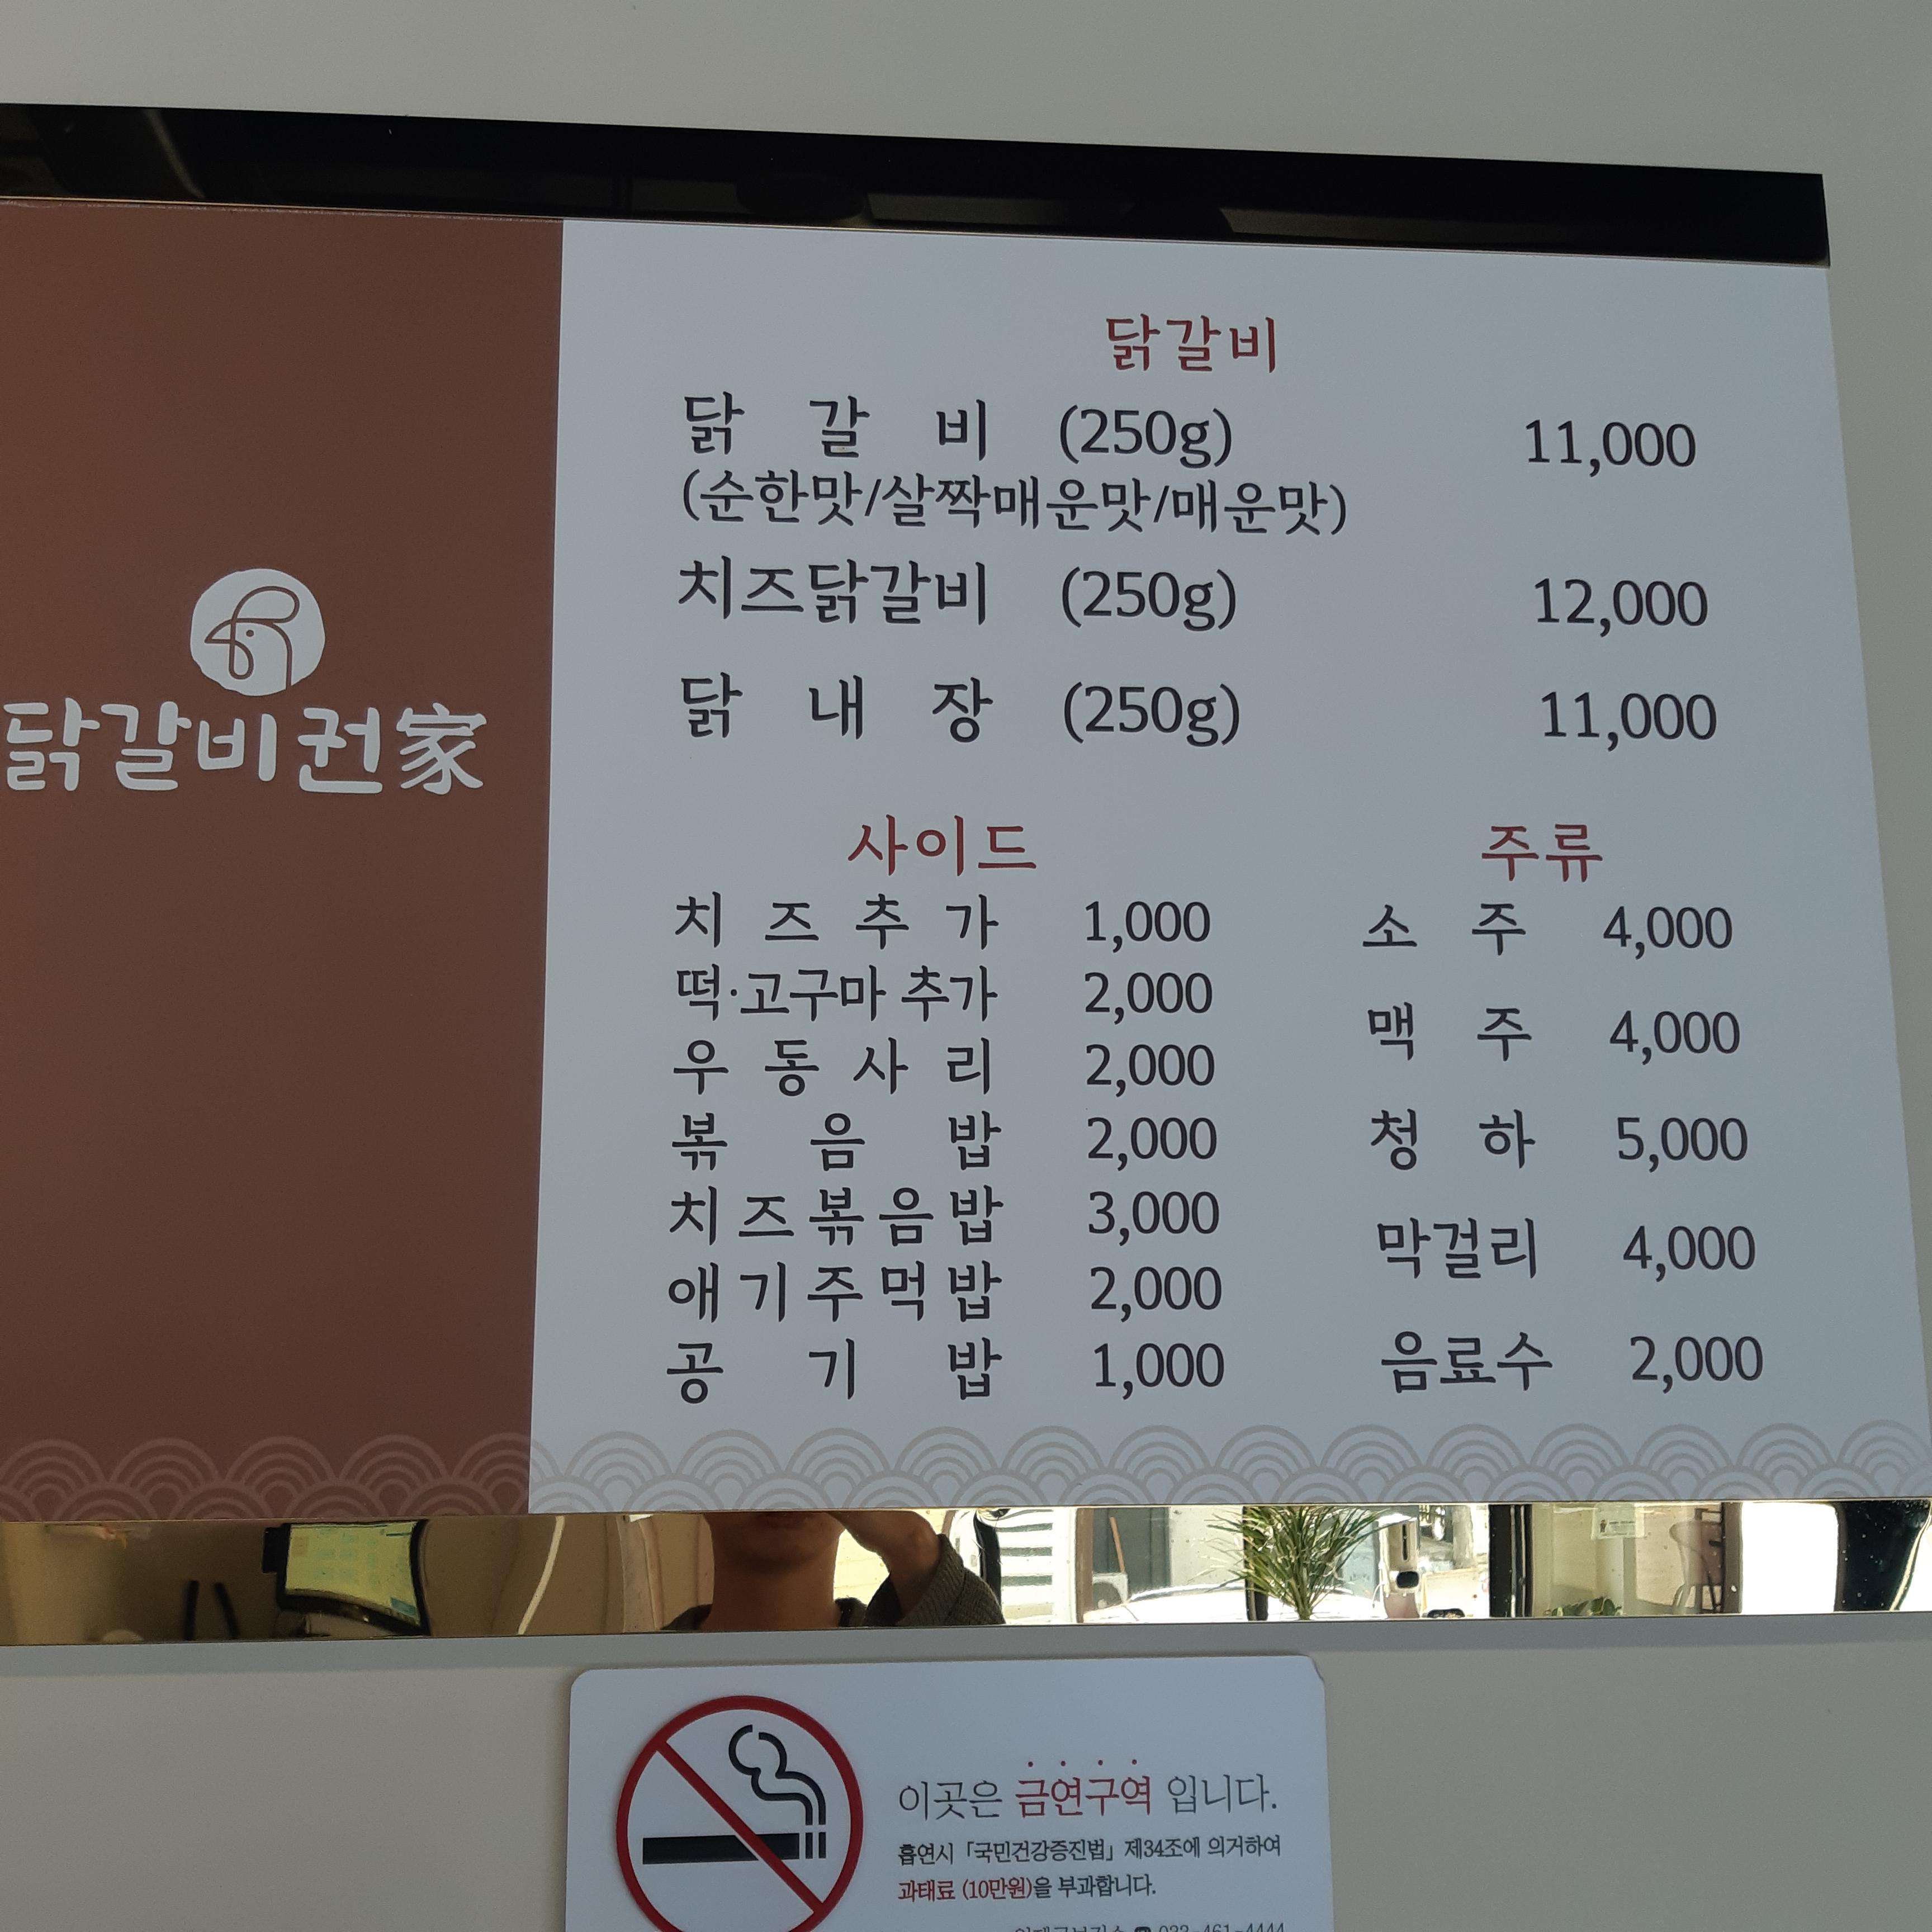 닭갈비권家
닭갈비
닭 갈 비 (250g) 11,000
(순한맛/살짝매운맛/매운맛)
치즈닭갈비 (250g) 12,000
닭 내 장 (250g) 11,000
사이드
치 즈 추 가 1,000
떡·고구마 추가 2,000
우 동 사 리 2,000
볶 음 밥 2,000
치 즈 볶 음 밥 3,000
애 기 주 먹 밥 2,000
공 기 밥 1,000
주류
소 주 4,000
맥 주 4,000
청 하 5,000
막걸리 4,000
음료수 2,000
이곳은 금연구역 입니다.
흡연시 「국민건강증진법」 제34조에 의거하여
과태료 (10만원)을 부과합니다.
033-461-4444